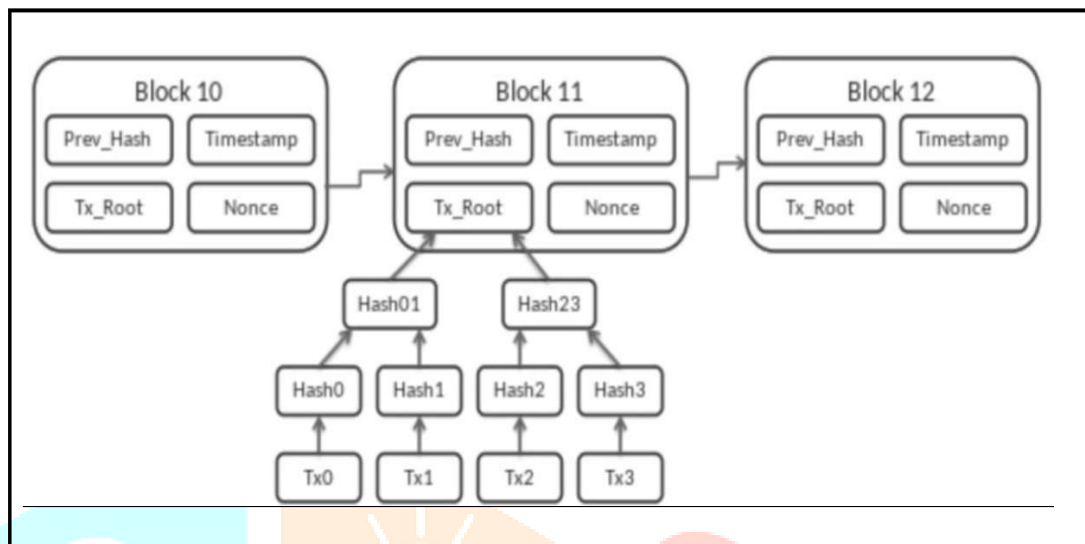 Block 10 Block 11 Block 12
Prev_Hash Timestamp Prev_Hash Timestamp Prev_Hash Timestamp
Tx_Root Nonce Tx_Root Nonce Tx_Root Nonce
Hash01 Hash23
Hash0 Hash1 Hash2 Hash3
Tx0 Tx1 Tx2 Tx3